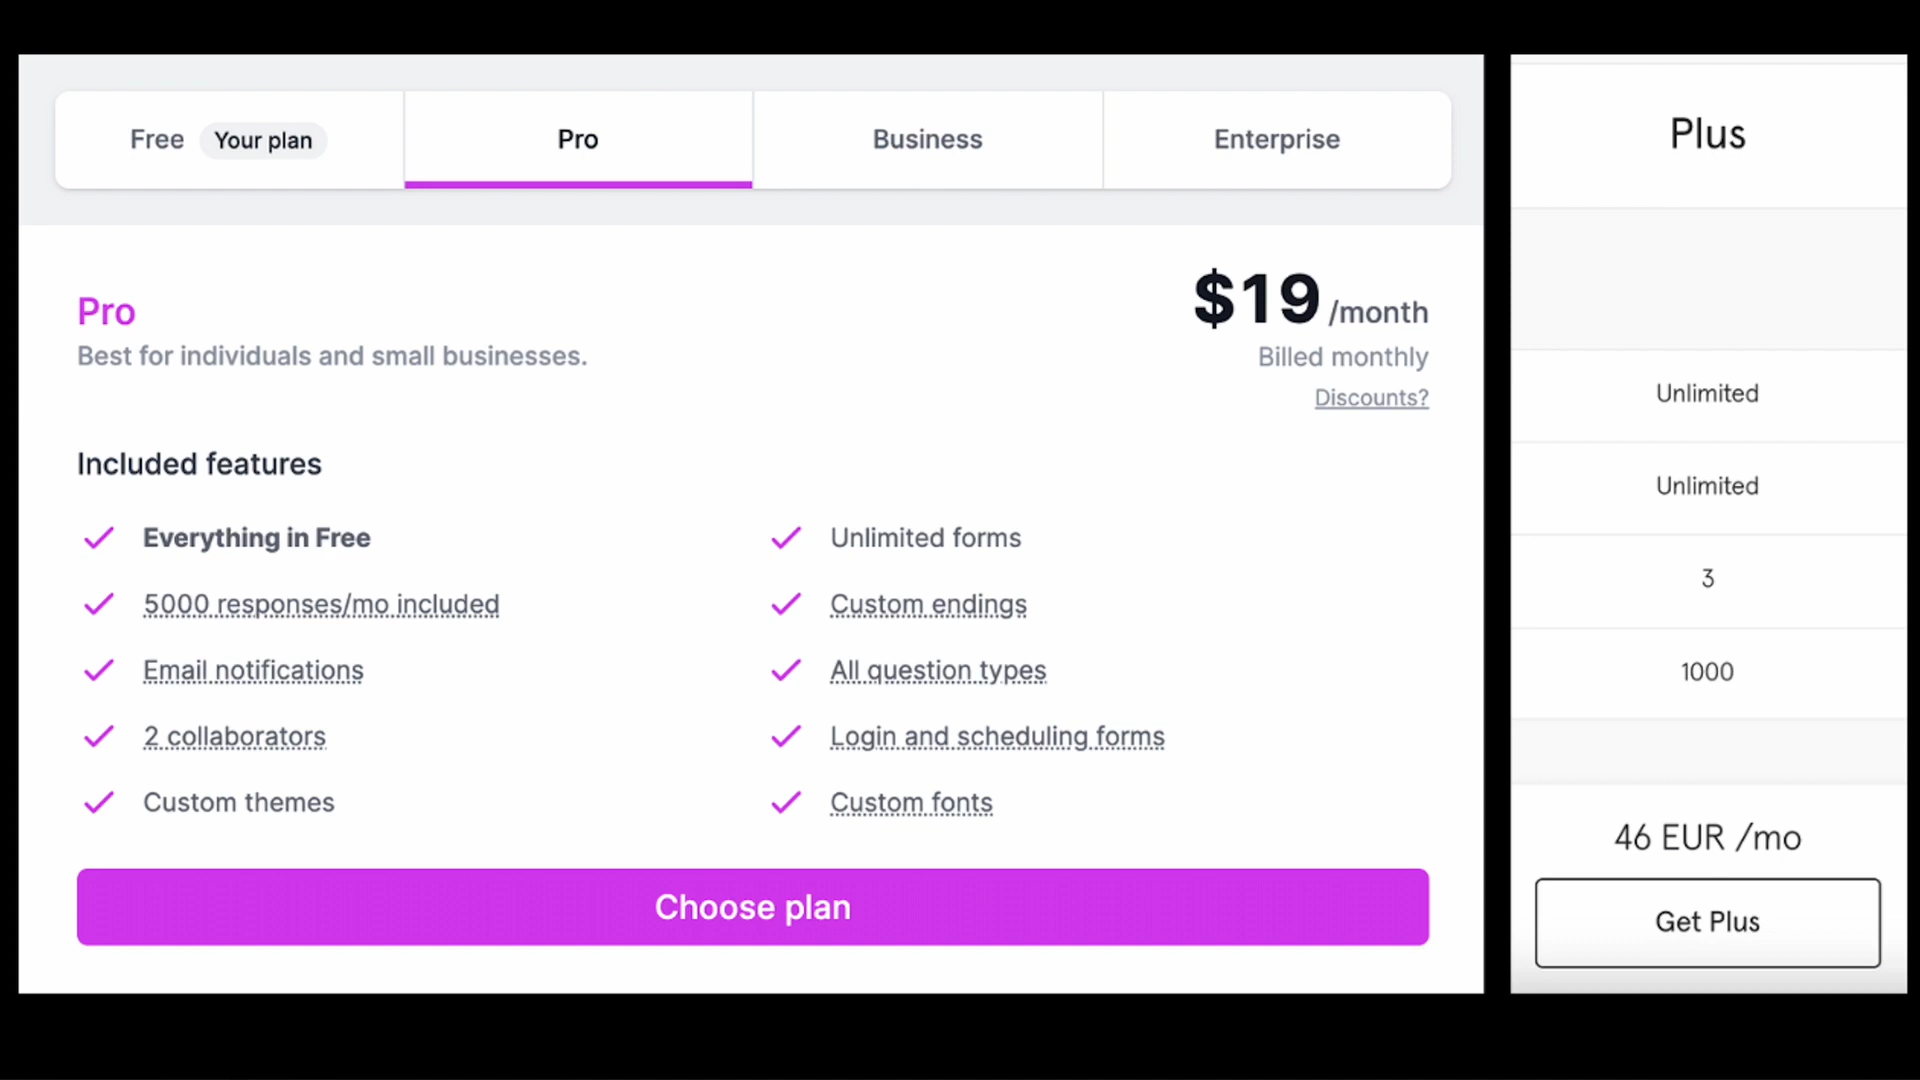 Free Your plan
Pro
Business
Enterprise
Pro
Best for individuals and small businesses.
$19 /month
Billed monthly
Discounts?
Included features
Everything in Free
Unlimited forms
5000 responses/mo included
Custom endings
Email notifications
All question types
2 collaborators
Login and scheduling forms
Custom themes
Custom fonts
Choose plan
Plus
Unlimited
Unlimited
3
1000
46 EUR /mo
Get Plus